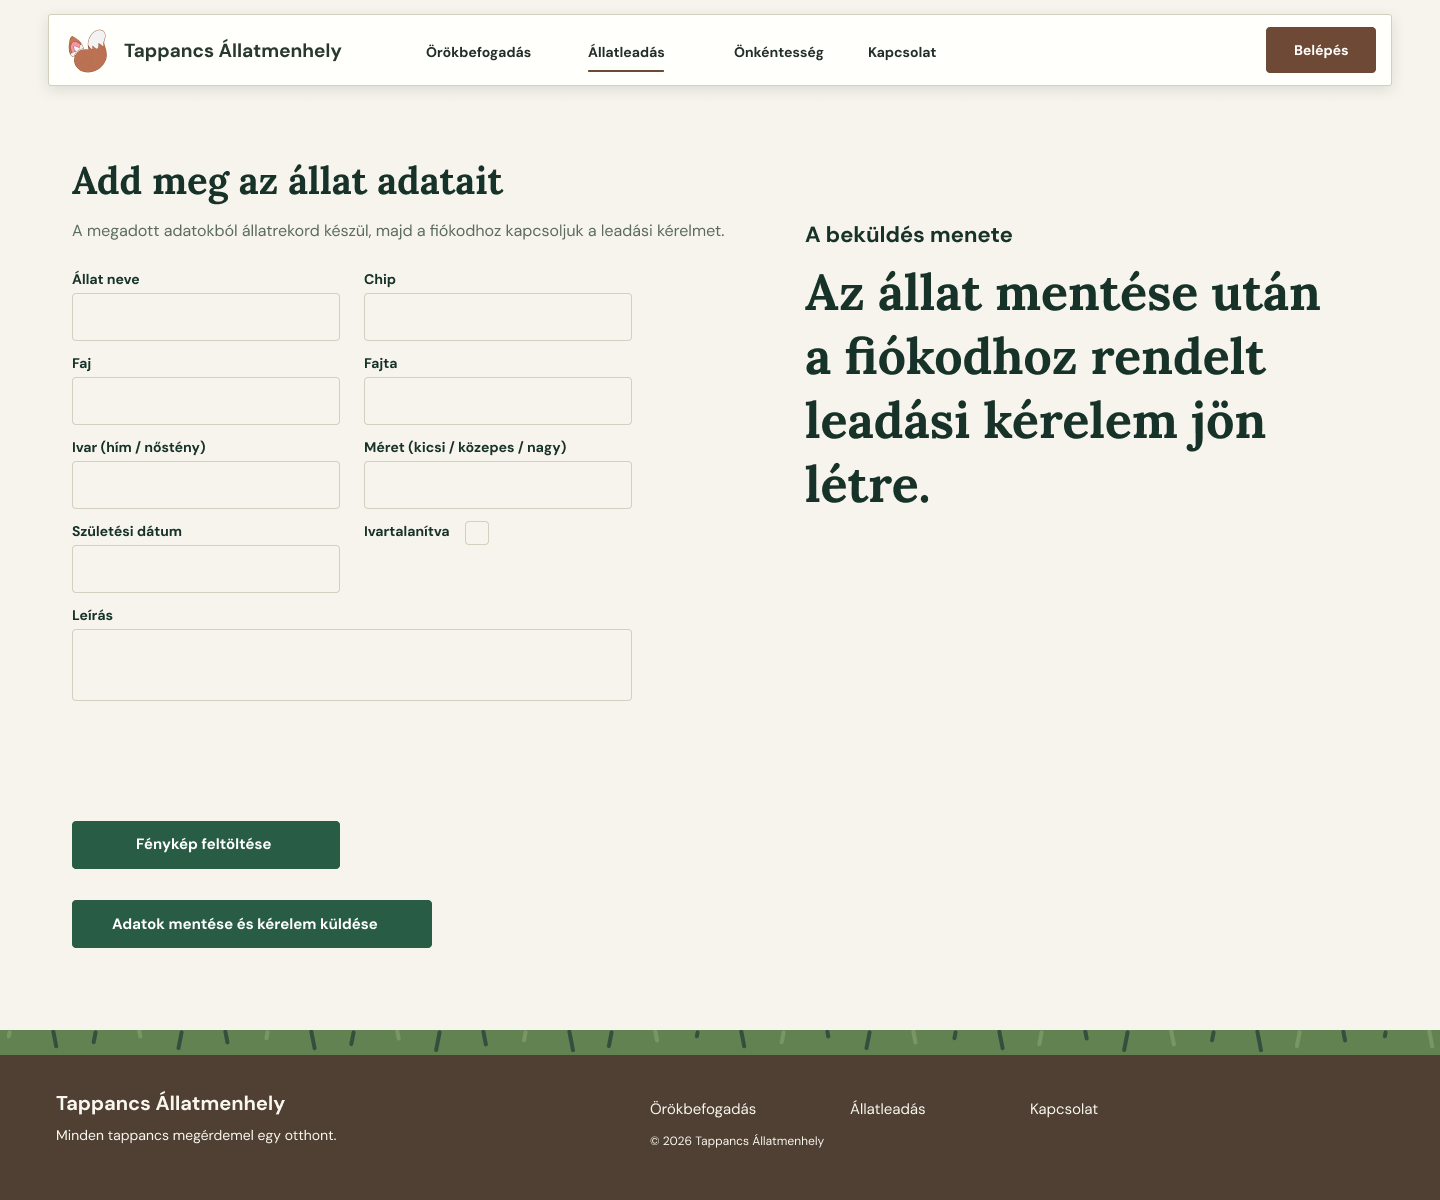 Tappancs Állatmenhely
Örökbefogadás
Állatleadás
Önkéntesség
Kapcsolat
Belépés
Add meg az állat adatait
A megadott adatokból állatrekord készül, majd a fiókodhoz kapcsoljuk a leadási kérelmet.
Állat neve
Chip
Faj
Fajta
Ivar (hím / nőstény)
Méret (kicsi / közepes / nagy)
Születési dátum
Ivartalanítva
Leírás
Fénykép feltöltése
Adatok mentése és kérelem küldése
A beküldés menete
Az állat mentése után
a fiókodhoz rendelt
leadási kérelem jön
létre.
Tappancs Állatmenhely
Minden tappancs megérdemel egy otthont.
Örökbefogadás
Állatleadás
Kapcsolat
© 2026 Tappancs Állatmenhely